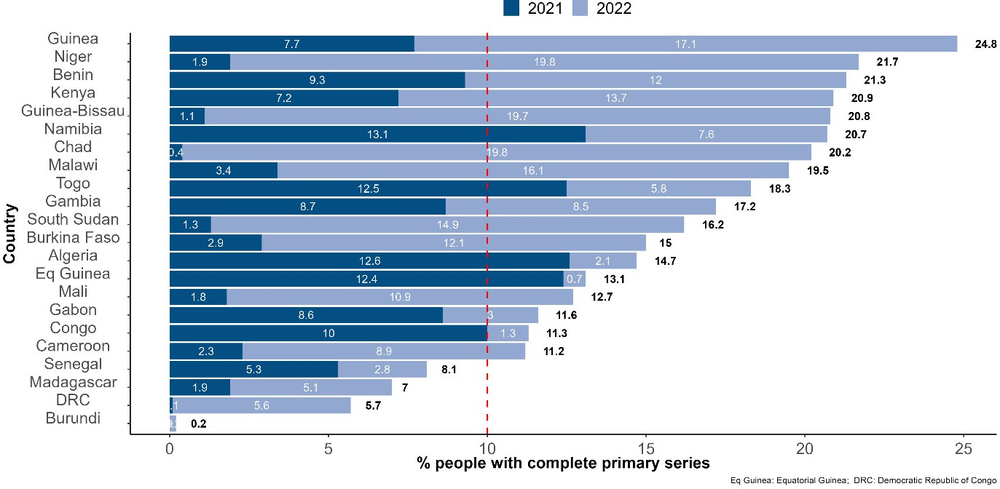 2021 2022
Guinea 7.7 17.1 24.8
Niger 1.9 19.8 21.7
Benin 9.3 12 21.3
Kenya 7.2 13.7 20.9
Guinea-Bissau 1.1 19.7 20.8
Namibia 13.1 7.6 20.7
Chad 0.4 19.8 20.2
Malawi 3.4 16.1 19.5
Togo 12.5 5.8 18.3
Gambia 8.7 8.5 17.2
South Sudan 1.3 14.9 16.2
Burkina Faso 2.9 12.1 15
Algeria 12.6 2.1 14.7
Eq Guinea 12.4 0.7 13.1
Mali 1.8 10.9 12.7
Gabon 8.6 3 11.6
Congo 10 1.3 11.3
Cameroon 2.3 8.9 11.2
Senegal 5.3 2.8 8.1
Madagascar 1.9 5.1 7
DRC .1 5.6 5.7
Burundi 0.2
Country
0 5 10 15 20 25
% people with complete primary series
Eq Guinea: Equatorial Guinea; DRC: Democratic Republic of Congo